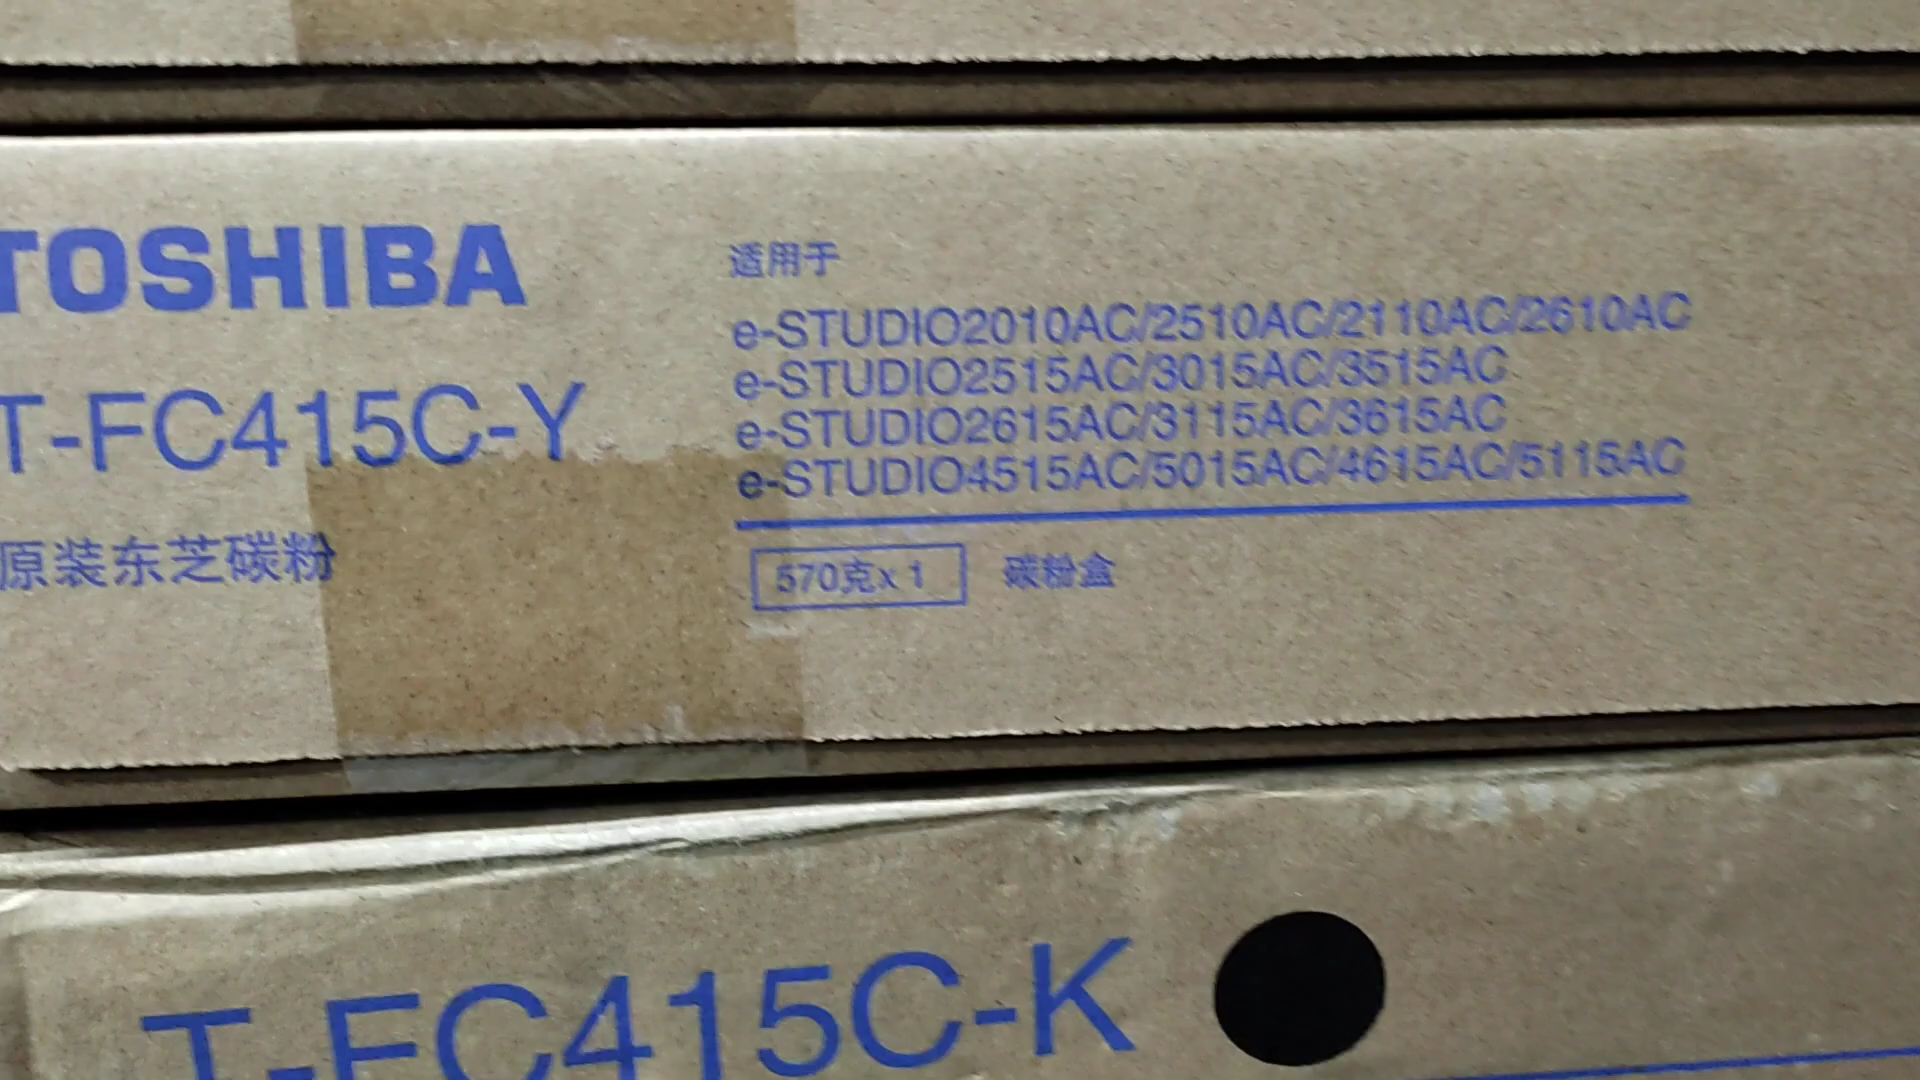 TOSHIBA
T-FC415C-Y
原装东芝碳粉
适用于
e-STUDIO2010AC/2510AC/2110AC/2610AC
e-STUDIO2515AC/3015AC/3515AC
e-STUDIO2615AC/3115AC/3615AC
e-STUDIO4515AC/5015AC/4615AC/5115AC
570克x1
碳粉盒
T-FC415C-K